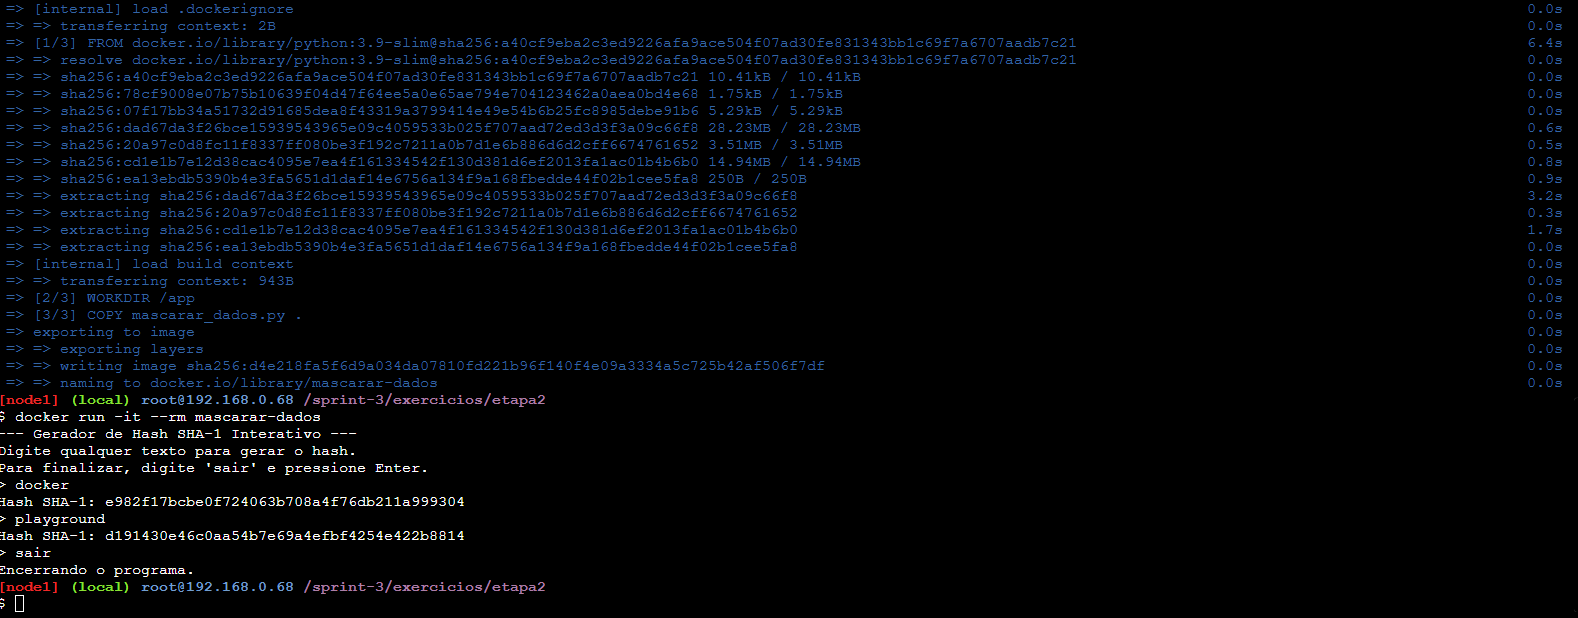 => [internal] load .dockerignore 0.0s
=> => transferring context: 2B 0.0s
=> [1/3] FROM docker.io/library/python:3.9-slim@sha256:a40cf9eba2c3ed9226afa9ace504f07ad30fe831343bb1c69f7a6707aadb7c21 6.4s
=> => resolve docker.io/library/python:3.9-slim@sha256:a40cf9eba2c3ed9226afa9ace504f07ad30fe831343bb1c69f7a6707aadb7c21 0.0s
=> => sha256:a40cf9eba2c3ed9226afa9ace504f07ad30fe831343bb1c69f7a6707aadb7c21 10.41kB / 10.41kB 0.0s
=> => sha256:78cf9008e07b75b10639f04d47f64ee5a0e65ae794e704123462a0aea0bd4e68 1.75kB / 1.75kB 0.0s
=> => sha256:07f17bb34a51732d91685dea8f43319a3799414e49e54b6b25fc8985debe91b6 5.29kB / 5.29kB 0.0s
=> => sha256:dad67da3f26bce15939543965e09c4059533b025f707aad72ed3d3f3a09c66f8 28.23MB / 28.23MB 0.6s
=> => sha256:20a97c0d8fc11f8337ff080be3f192c7211a0b7d1e6b886d6d2cff6674761652 3.51MB / 3.51MB 0.5s
=> => sha256:cd1e1b7e12d38cac4095e7ea4f161334542f130d381d6ef2013fa1ac01b4b6b0 14.94MB / 14.94MB 0.8s
=> => sha256:ea13ebdb5390b4e3fa5651d1daf14e6756a134f9a168fbedde44f02b1cee5fa8 250B / 250B 0.9s
=> => extracting sha256:dad67da3f26bce15939543965e09c4059533b025f707aad72ed3d3f3a09c66f8 3.2s
=> => extracting sha256:20a97c0d8fc11f8337ff080be3f192c7211a0b7d1e6b886d6d2cff6674761652 0.3s
=> => extracting sha256:cd1e1b7e12d38cac4095e7ea4f161334542f130d381d6ef2013fa1ac01b4b6b0 1.7s
=> => extracting sha256:ea13ebdb5390b4e3fa5651d1daf14e6756a134f9a168fbedde44f02b1cee5fa8 0.0s
=> [internal] load build context 0.0s
=> => transferring context: 943B 0.0s
=> [2/3] WORKDIR /app 0.0s
=> [3/3] COPY mascarar_dados.py . 0.0s
=> exporting to image 0.0s
=> => exporting layers 0.0s
=> => writing image sha256:d4e218fa5f6d9a034da07810fd221b96ff140f4e09a3334a5c725b42af506f7df 0.0s
=> => naming to docker.io/library/mascarar-dados 0.0s
[node1] (local) root@192.168.0.68 /sprint-3/exercicios/etapa2
$ docker run -it --rm mascarar-dados
--- Gerador de Hash SHA-1 Interativo ---
Digite qualquer texto para gerar o hash.
Para finalizar, digite 'sair' e pressione Enter.
> docker
Hash SHA-1: e982f17bcbe0f724063b708a4f76db211a999304
> playground
Hash SHA-1: d191430e46c0aa54b7e69a4efbf4254e422b8814
> sair
Encerrando o programa.
[node1] (local) root@192.168.0.68 /sprint-3/exercicios/etapa2
$